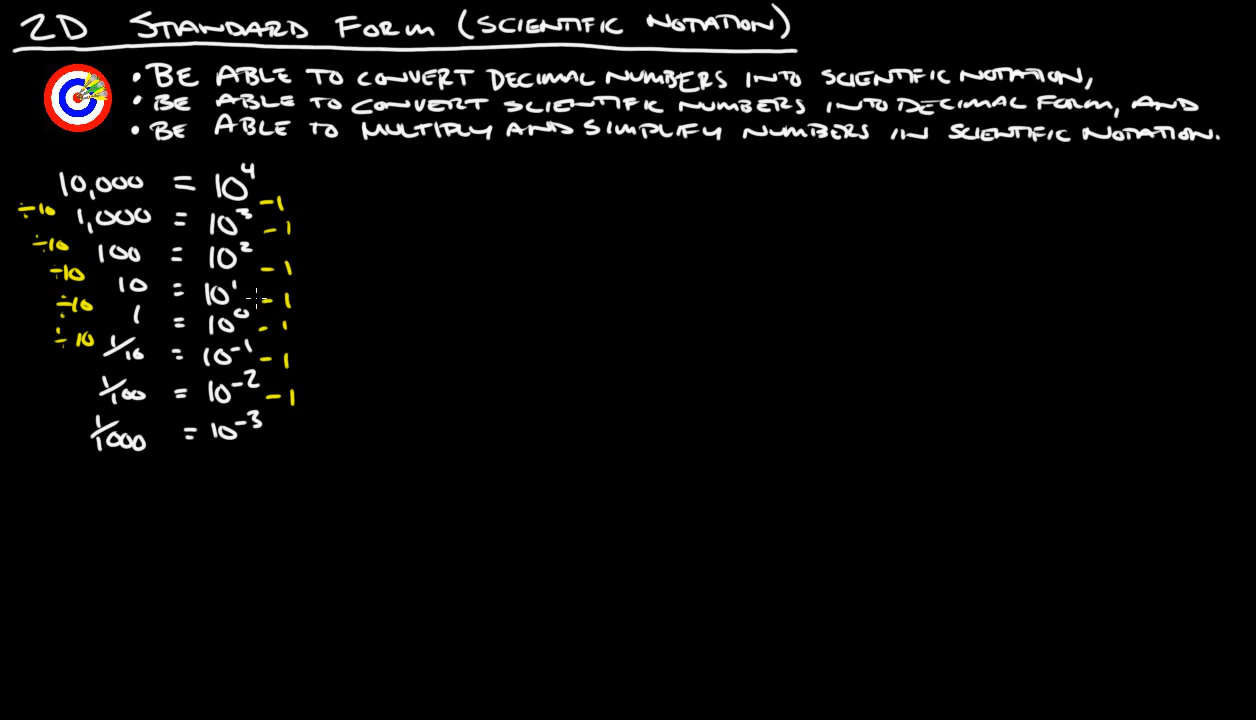 2D STANDARD FORM (SCIENTIFIC NOTATION)
• BE ABLE TO CONVERT DECIMAL NUMBERS INTO SCIENTIFIC NOTATION,
• BE ABLE TO CONVERT SCIENTIFIC NUMBERS INTO DECIMAL FORM, AND
• BE ABLE TO MULTIPLY AND SIMPLIFY NUMBERS IN SCIENTIFIC NOTATION.
10,000 = 10⁴
-1
÷10 1,000 = 10³ -1
÷10 100 = 10² -1
÷10 10 = 10¹ -1
÷10 1 = 10⁰ -1
÷10 1/10 = 10⁻¹ -1
1/100 = 10⁻² -1
1/1000 = 10⁻³